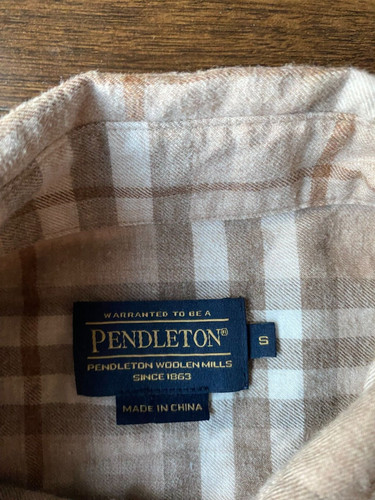 WARRANTED TO BE A
PENDLETON®
S
PENDLETON WOOLEN MILLS
SINCE 1863
MADE IN CHINA